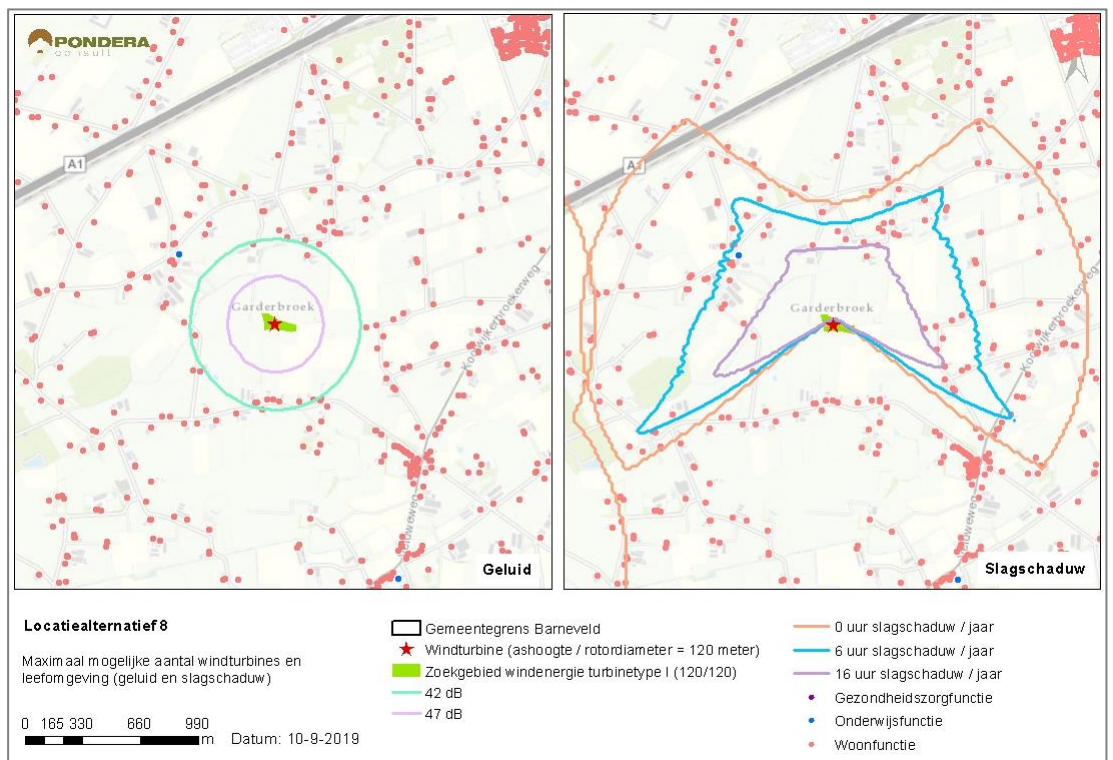 PONDERA
consult
A1
Garderbroek
Kootwijkerbroekerweg
Geluid
Garderbroek
Kootwijkerbroekerweg
Slagschaduw
Locatiealternatief 8
Maximaal mogelijke aantal windturbines en
leefomgeving (geluid en slagschaduw)
0 165 330 660 990
m Datum: 10-9-2019
Gemeentegrens Barneveld
Windturbine (ashoogte / rotordiameter = 120 meter)
Zoekgebied windenergie turbinetype I (120/120)
42 dB
47 dB
0 uur slagschaduw / jaar
6 uur slagschaduw / jaar
16 uur slagschaduw / jaar
Gezondheidszorgfunctie
Onderwijsfunctie
Woonfunctie